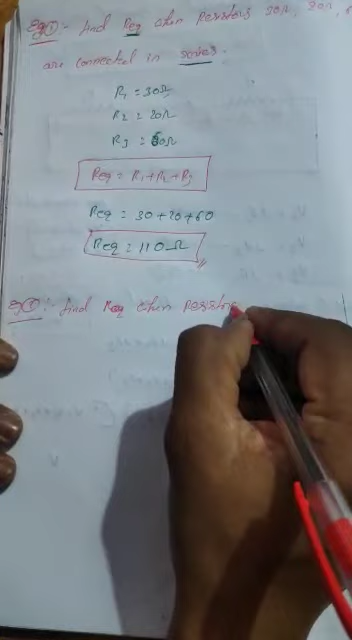 Eg①:- find Req when Resistors 30Ω, 20Ω,
are connected in series.
R1 = 30Ω
R2 = 20Ω
R3 = 60Ω
Req = R1+R2+R3
Req = 30+20+60
Req = 110Ω
Eg②:- find Req when Resistors